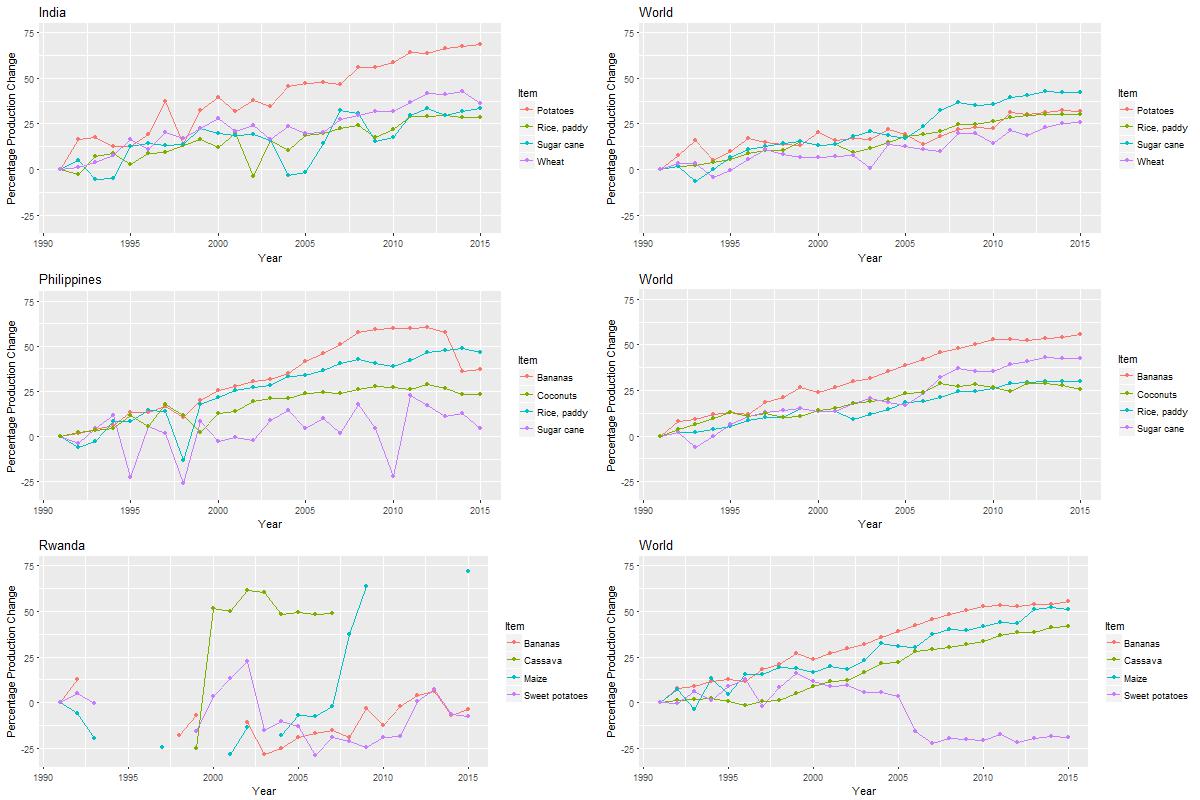 India
Percentage Production Change
75
50
25
0
-25
1990 1995 2000 2005 2010 2015
Year
Item
Potatoes
Rice, paddy
Sugar cane
Wheat
World
Percentage Production Change
75
50
25
0
-25
1990 1995 2000 2005 2010 2015
Year
Item
Potatoes
Rice, paddy
Sugar cane
Wheat
Philippines
Percentage Production Change
75
50
25
0
-25
1990 1995 2000 2005 2010 2015
Year
Item
Bananas
Coconuts
Rice, paddy
Sugar cane
World
Percentage Production Change
75
50
25
0
-25
1990 1995 2000 2005 2010 2015
Year
Item
Bananas
Coconuts
Rice, paddy
Sugar cane
Rwanda
Percentage Production Change
75
50
25
0
-25
1990 1995 2000 2005 2010 2015
Year
Item
Bananas
Cassava
Maize
Sweet potatoes
World
Percentage Production Change
75
50
25
0
-25
1990 1995 2000 2005 2010 2015
Year
Item
Bananas
Cassava
Maize
Sweet potatoes